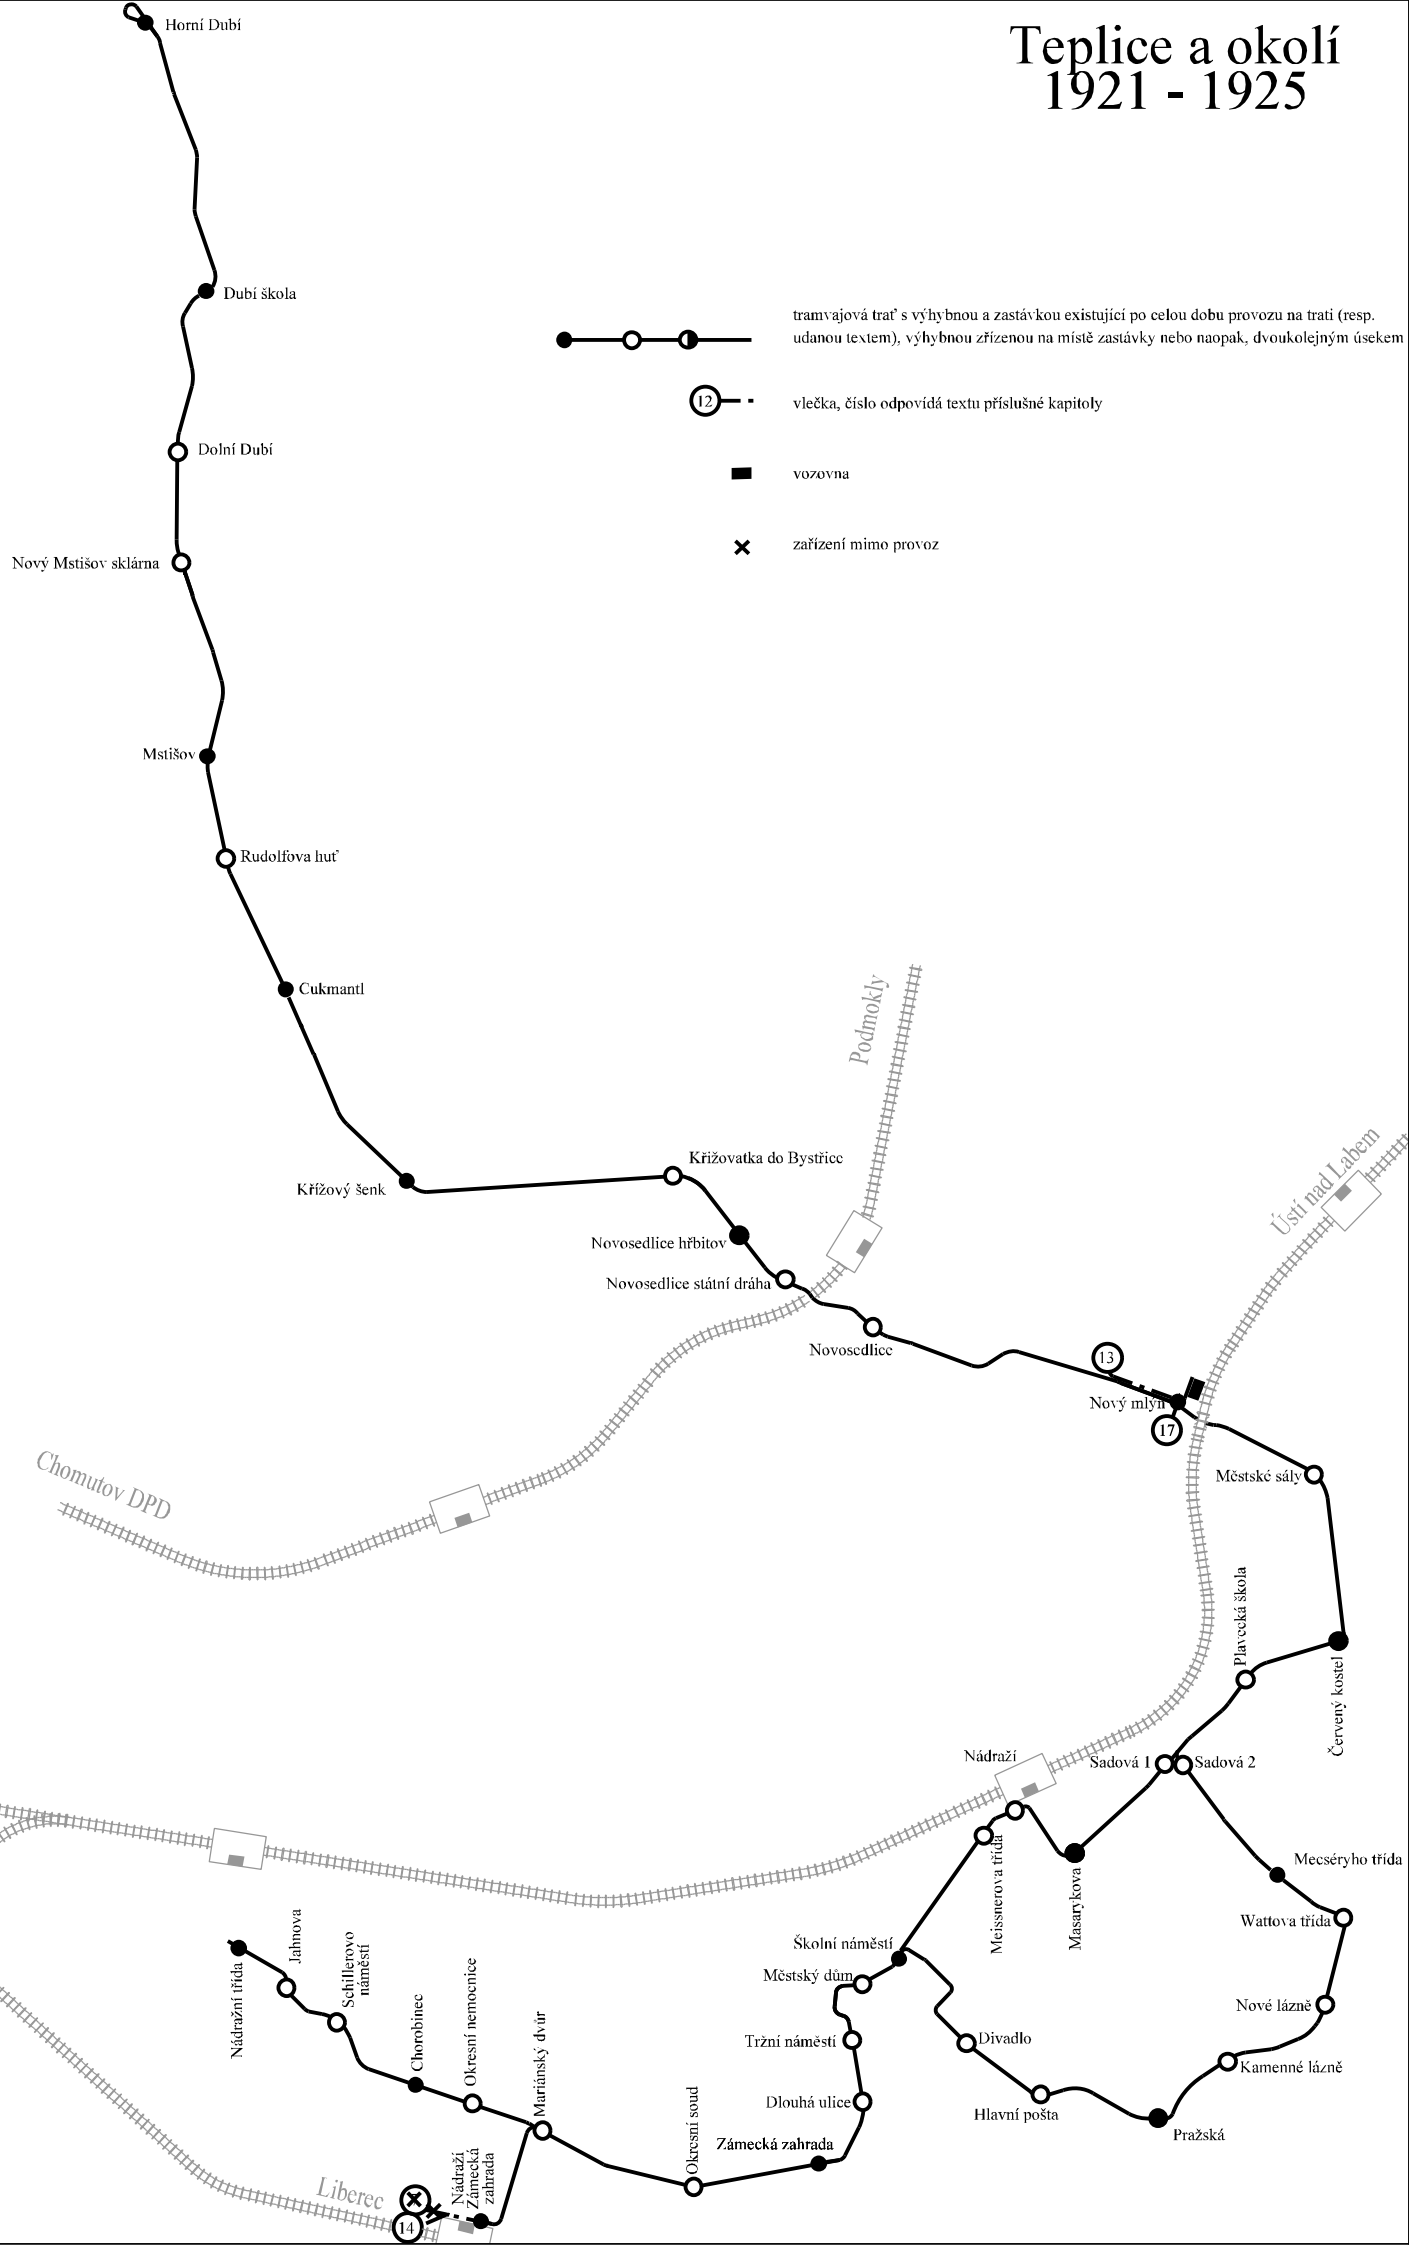 Teplice a okolí
1921 - 1925
Horní Dubí
Dubí škola
tramvajová trať s výhybnou a zastávkou existující po celou dobu provozu na trati (resp.
udanou textem), výhybnou zřízenou na místě zastávky nebo naopak, dvoukolejným úsekem
12
vlečka, číslo odpovídá textu příslušné kapitoly
vozovna
zařízení mimo provoz
Dolní Dubí
Nový Mstišov sklárna
Mstišov
Rudolfova huť
Cukmantl
Podmokly
Křížový šenk
Křižovatka do Bystřice
Ústí nad Labem
Novosedlice hřbitov
Novosedlice státní dráha
Novosedlice
13
Nový mlýn
17
Městské sály
Chomutov DPD
Plavecká škola
Červený kostel
Nádraží
Sadová 1
Sadová 2
Meissnerova třída
Masarykova
Mecséryho třída
Wattova třída
Školní náměstí
Městský dům
Nové lázně
Tržní náměstí
Divadlo
Kamenné lázně
Dlouhá ulice
Hlavní pošta
Pražská
Zámecká zahrada
Okresní soud
Mariánský dvůr
Okresní nemocnice
Chorobinec
Schillerovo
náměstí
Jahnova
Nádražní třída
Nádraží
Zámecká
zahrada
Liberec
14